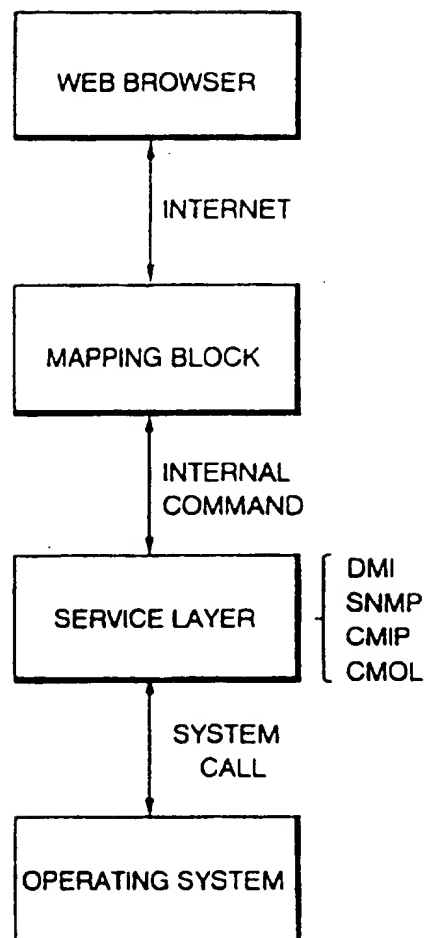 WEB BROWSER
INTERNET
MAPPING BLOCK
INTERNAL
COMMAND
SERVICE LAYER
DMI
SNMP
CMIP
CMOL
SYSTEM
CALL
OPERATING SYSTEM